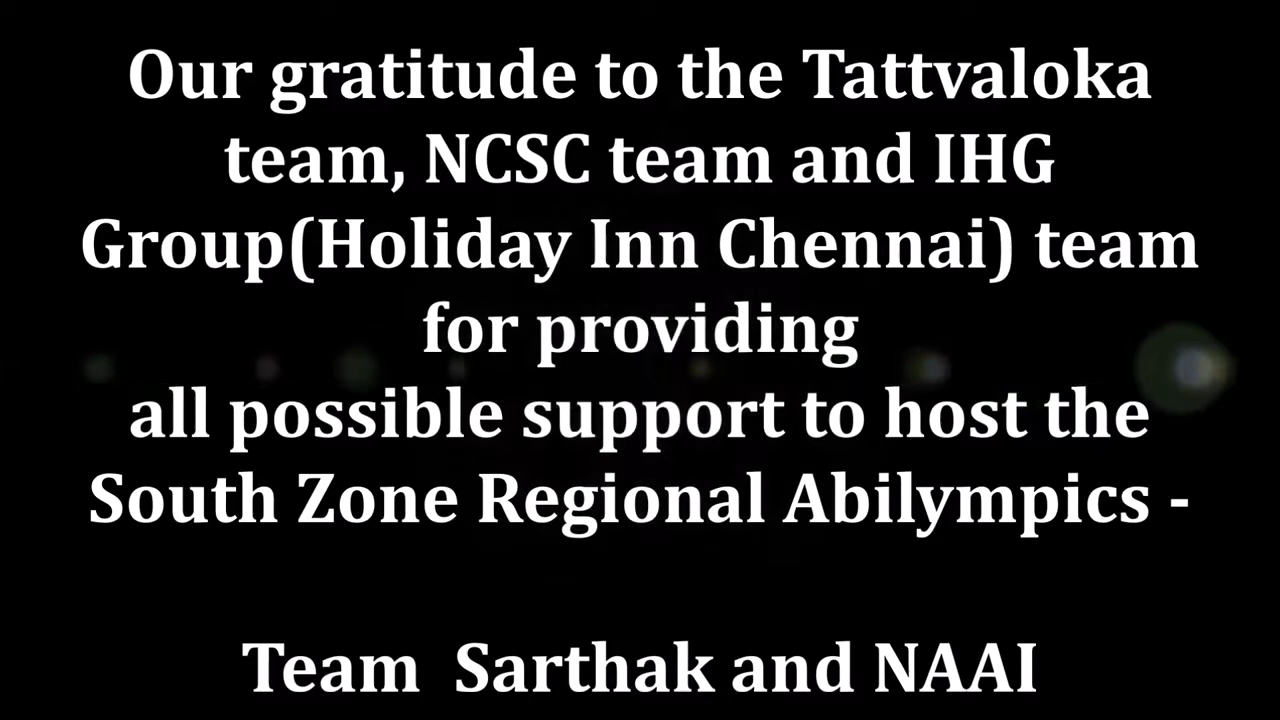 Our gratitude to the Tattvaloka
team, NCSC team and IHG
Group(Holiday Inn Chennai) team
for providing
all possible support to host the
South Zone Regional Abilympics -
Team  Sarthak and NAAI